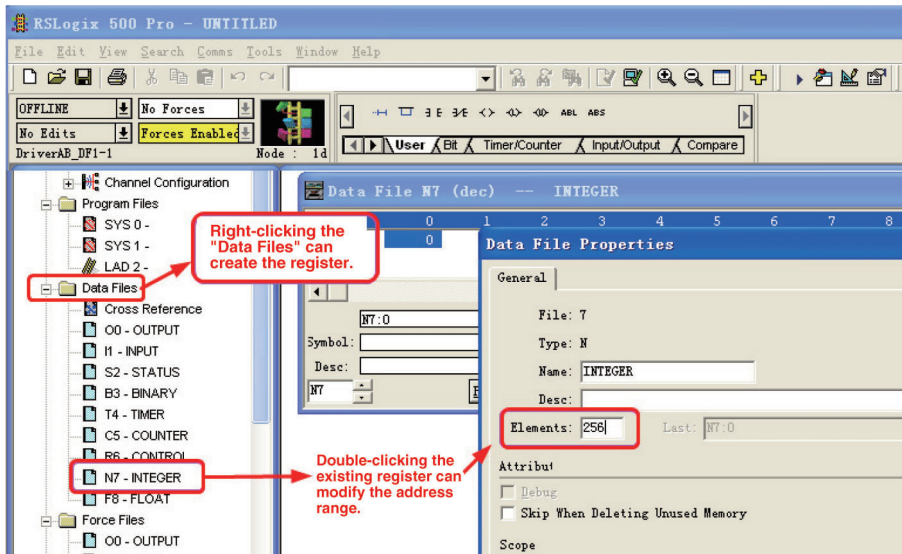 RSLogix 500 Pro - UNTITLED
File Edit View Search Comms Tools Window Help
OFFLINE No Forces
No Edits Forces Enabled
DriverAB_DF1-1 Node : 1d
ABL ABS
User Bit Timer/Counter Input/Output Compare
Channel Configuration
Program Files
SYS 0 -
SYS 1 -
LAD 2 -
Data Files
Cross Reference
O0 - OUTPUT
I1 - INPUT
S2 - STATUS
B3 - BINARY
T4 - TIMER
C5 - COUNTER
R6 - CONTROL
N7 - INTEGER
F8 - FLOAT
Force Files
O0 - OUTPUT
Right-clicking the
"Data Files" can
create the register.
Double-clicking the
existing register can
modify the address
range.
Data File N7 (dec) -- INTEGER
0 1 2 3 4 5 6 7 8
0
N7:0
Symbol:
Desc:
N7
Data File Properties
General
File: 7
Type: N
Name: INTEGER
Desc:
Elements: 256 Last: N7:0
Attribut
Debug
Skip When Deleting Unused Memory
Scope